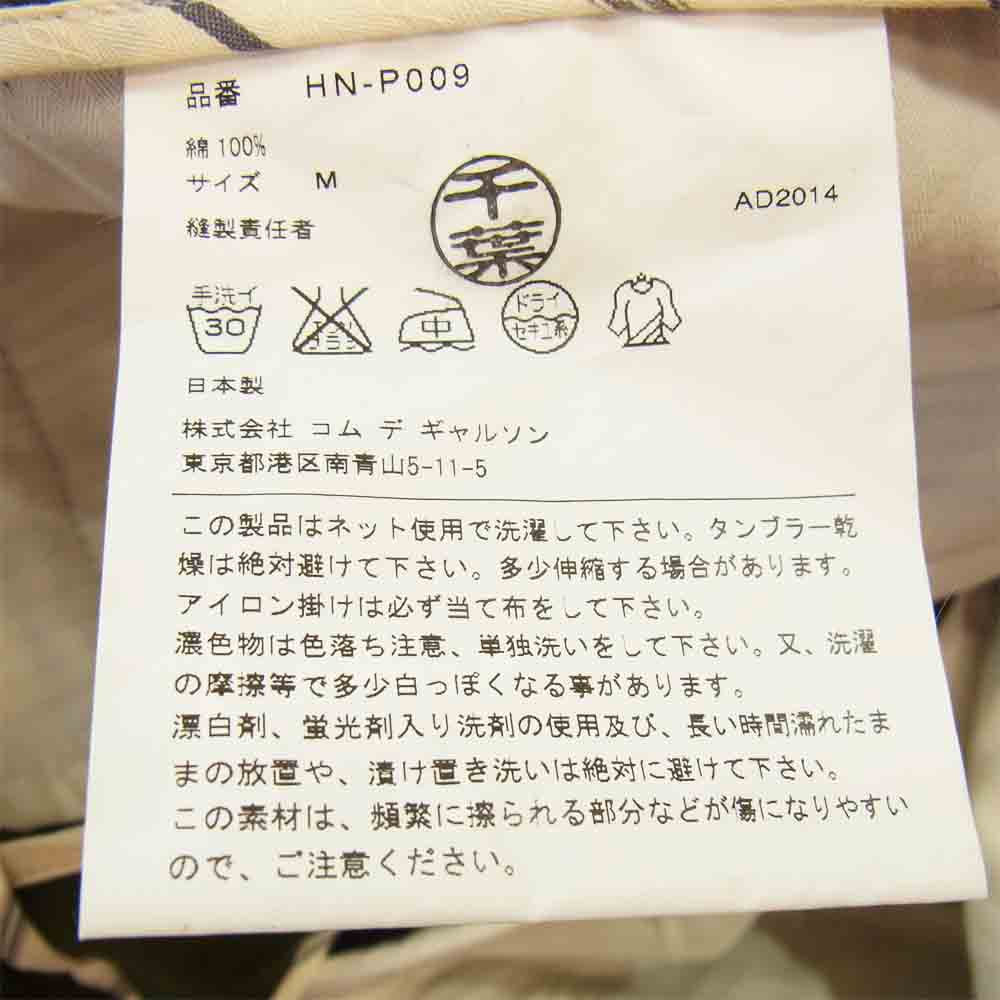 品番 HN-P009
綿 100%
サイズ M
千葉
AD2014
縫製責任者
手洗イ
30
エンソ
サラシ
中
ドライ
セキユ系
日本製
株式会社 コム デ ギャルソン
東京都港区南青山5-11-5
この製品はネット使用で洗濯して下さい。タンブラー乾
燥は絶対避けて下さい。多少伸縮する場合があります。
アイロン掛けは必ず当て布をして下さい。
濃色物は色落ち注意、単独洗いをして下さい。又、洗濯
の摩擦等で多少白っぽくなる事があります。
漂白剤、蛍光剤入り洗剤の使用及び、長い時間濡れたま
まの放置や、漬け置き洗いは絶対に避けて下さい。
この素材は、頻繁に擦られる部分などが傷になりやすい
ので、ご注意ください。